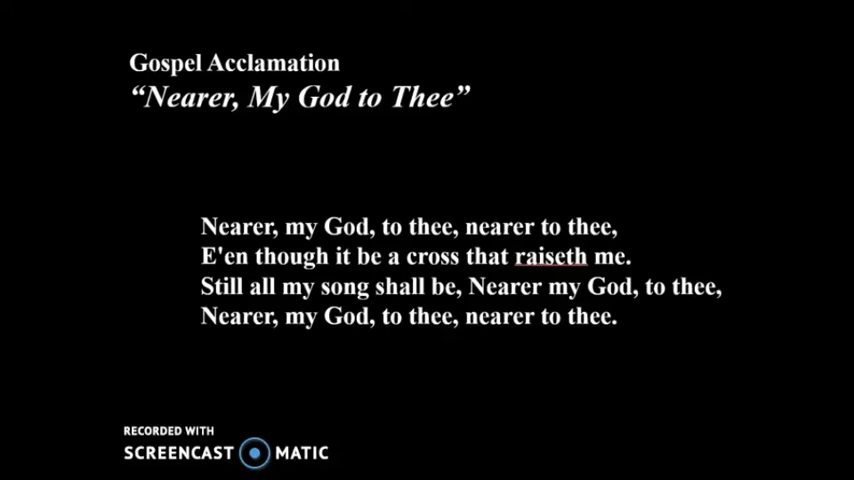 Gospel Acclamation
“Nearer, My God to Thee”
Nearer, my God, to thee, nearer to thee,
E'en though it be a cross that raiseth me.
Still all my song shall be, Nearer my God, to thee,
Nearer, my God, to thee, nearer to thee.
RECORDED WITH
SCREENCAST MATIC